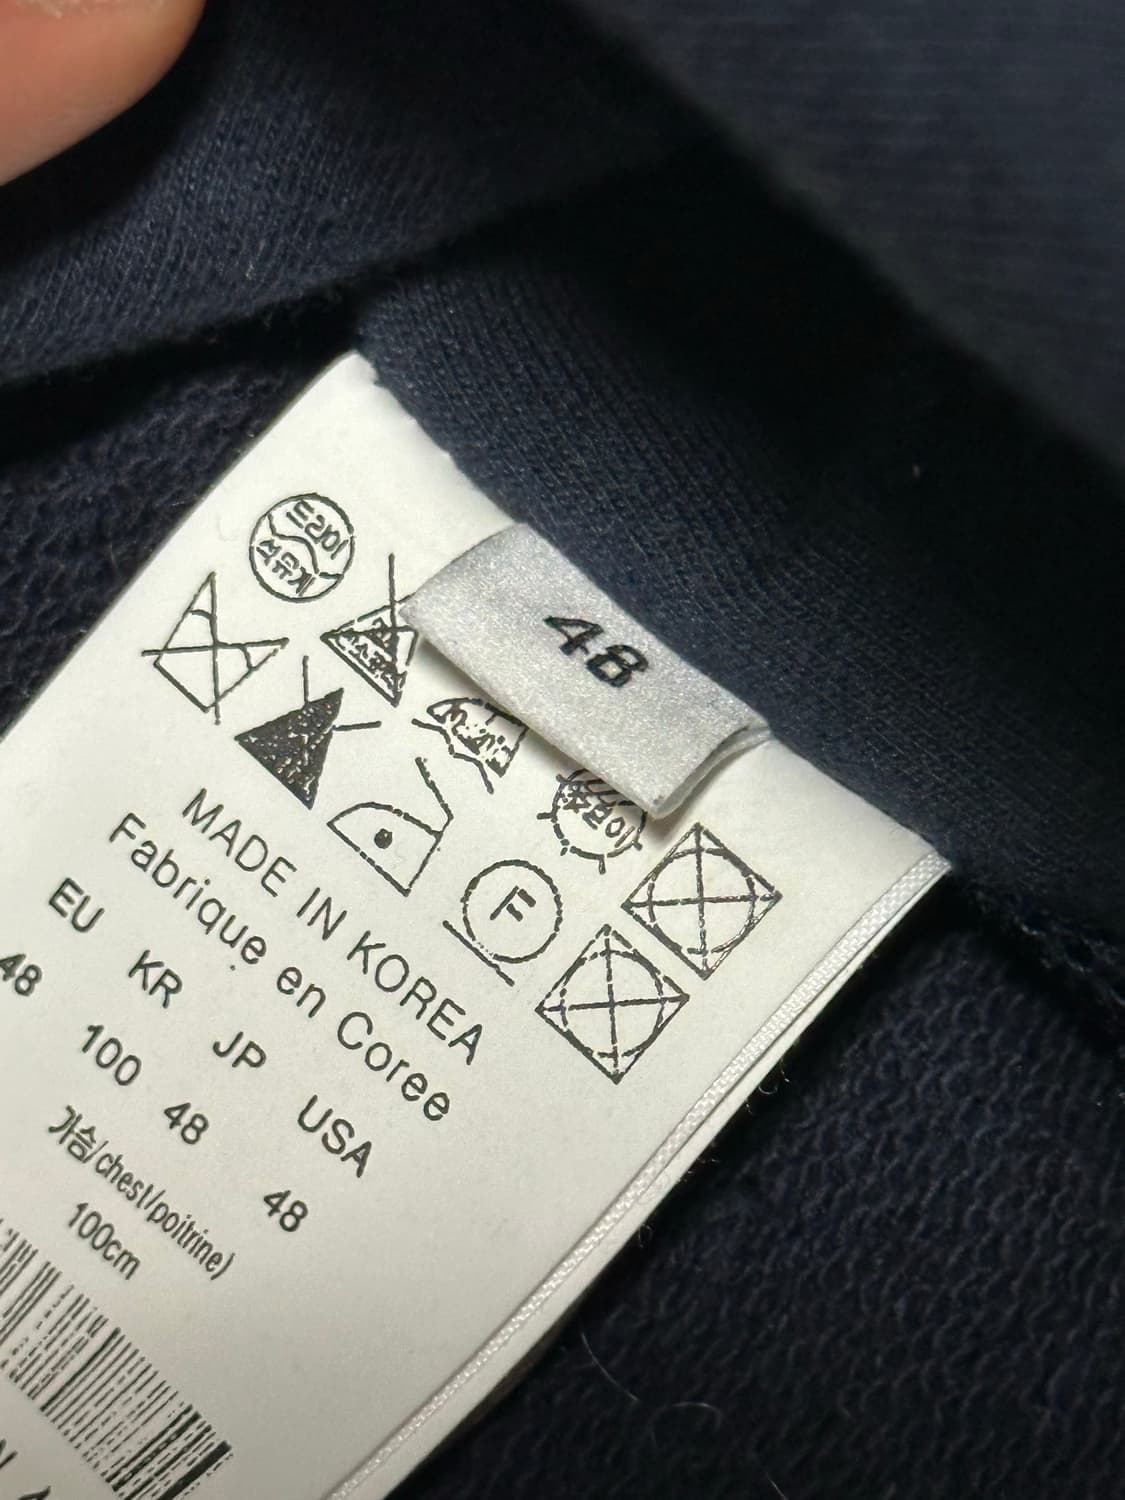 48
드라이
석유계
F
MADE IN KOREA
Fabrique en Coree
EU KR JP USA
48 100 48 48
가슴/chest/poitrine)
100cm